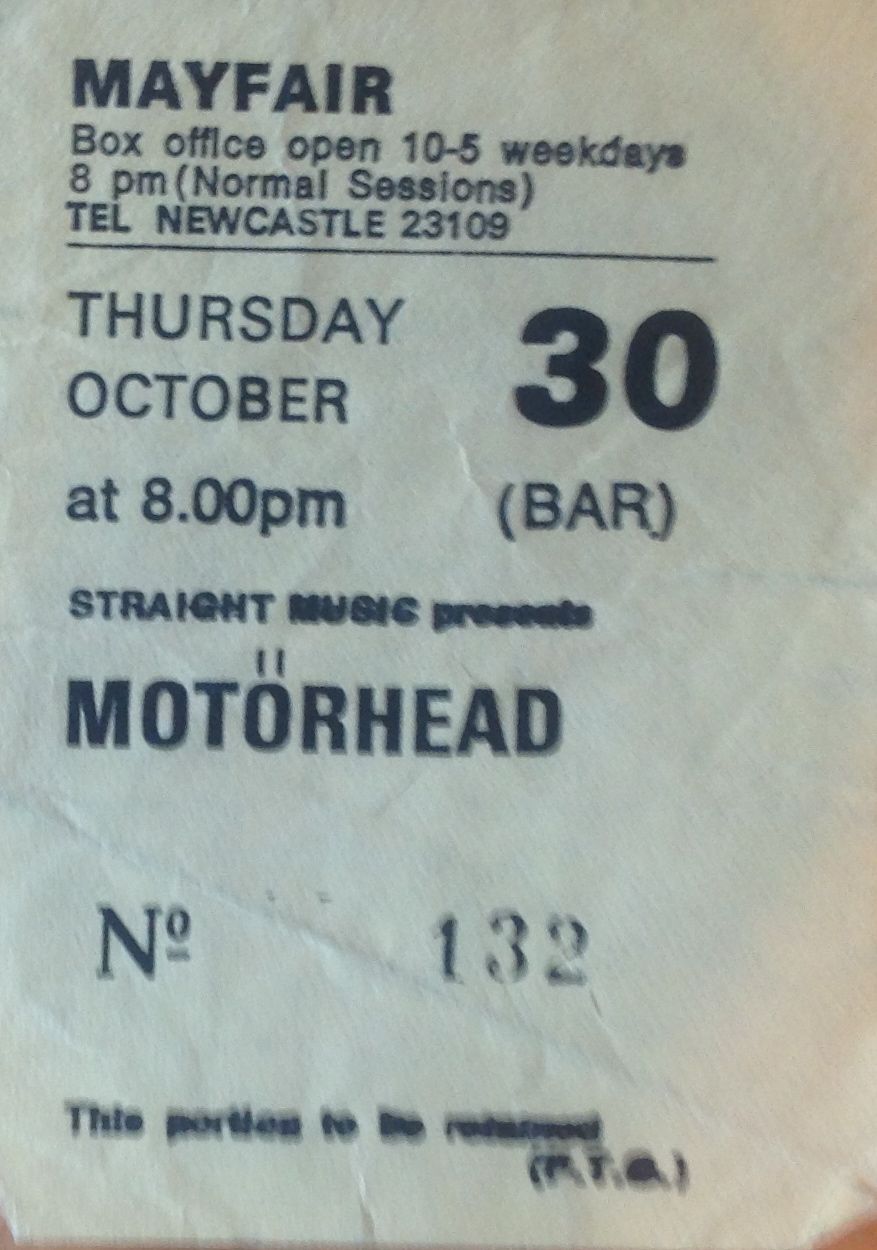 MAYFAIR
Box office open 10-5 weekdays
8 pm (Normal Sessions)
TEL NEWCASTLE 23109
THURSDAY
OCTOBER 30
at 8.00pm (BAR)
STRAIGHT MUSIC presents
MOTÖRHEAD
Nº 132
This portion to be retained
(P.T.O.)